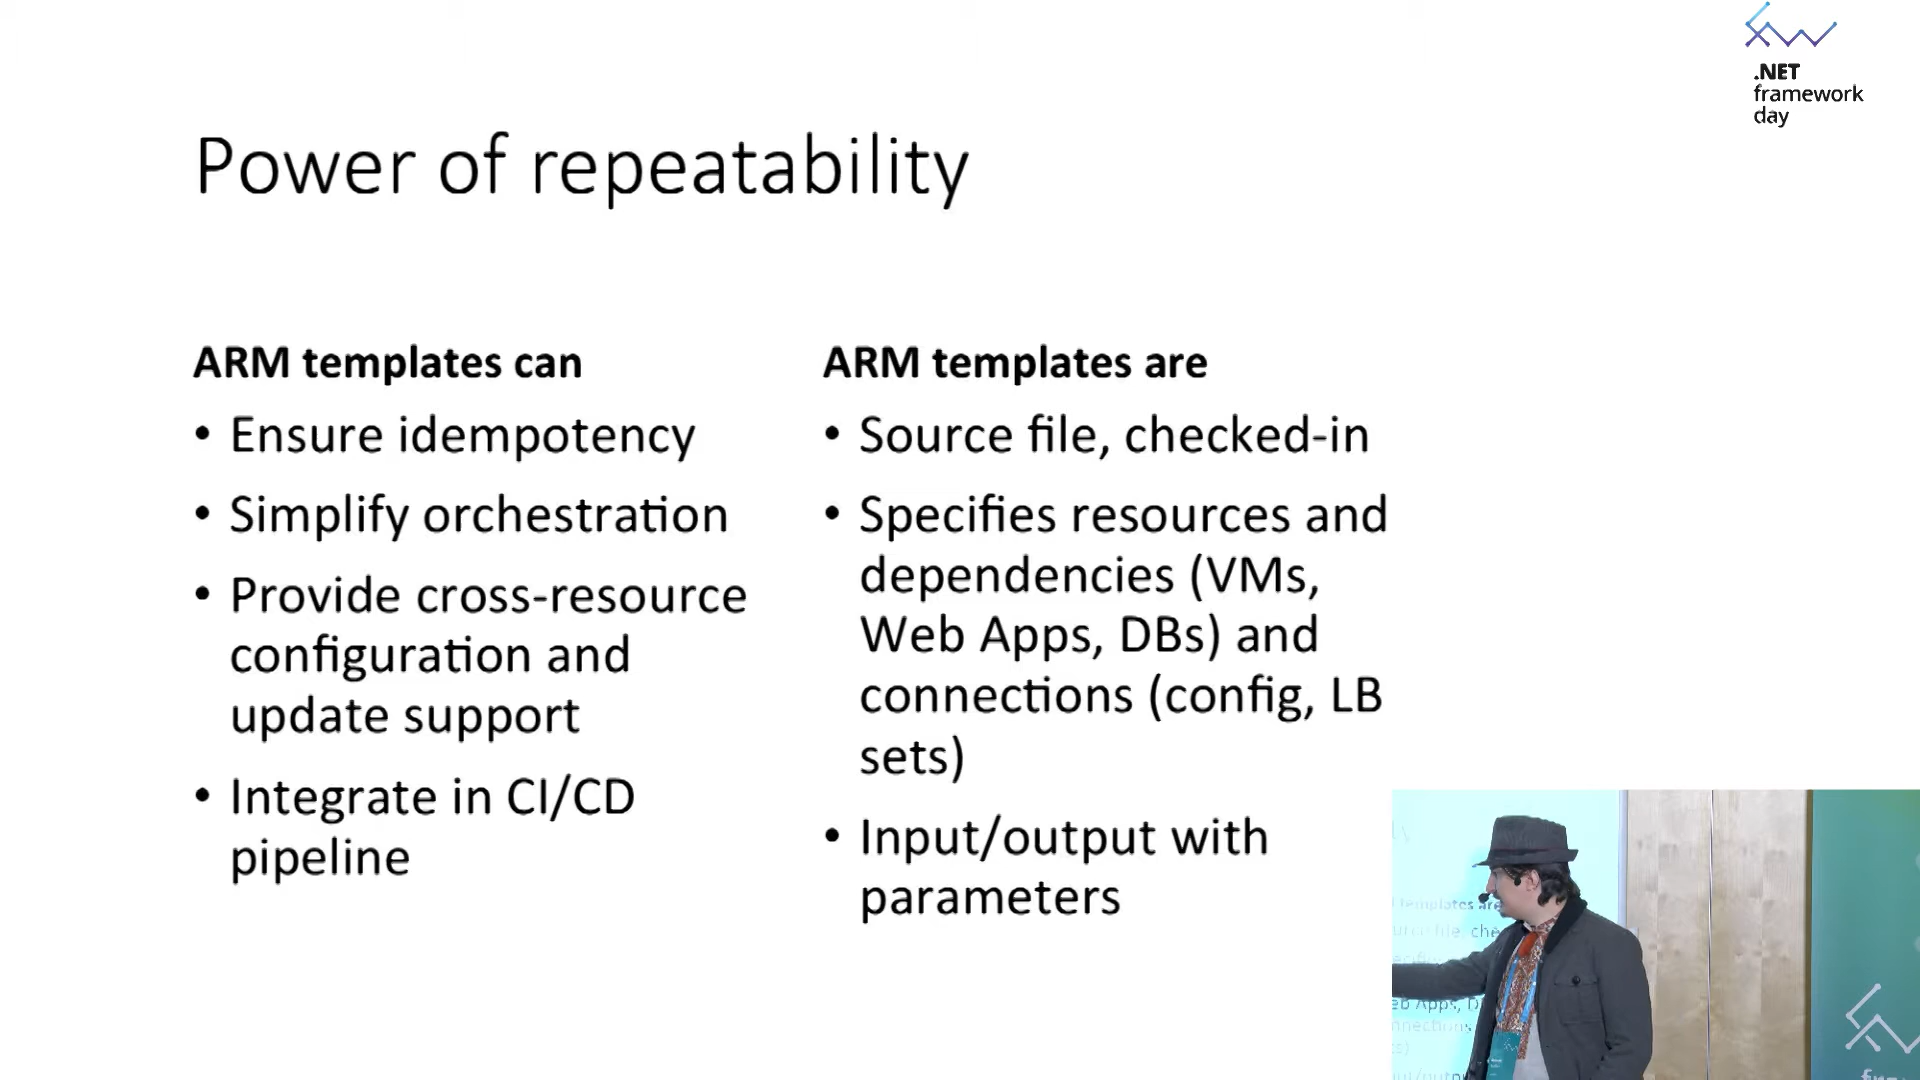 .NET
framework
day
Power of repeatability
ARM templates can
• Ensure idempotency
• Simplify orchestration
• Provide cross-resource
configuration and
update support
• Integrate in CI/CD
pipeline
ARM templates are
• Source file, checked-in
• Specifies resources and
dependencies (VMs,
Web Apps, DBs) and
connections (config, LB
sets)
• Input/output with
parameters
templates are